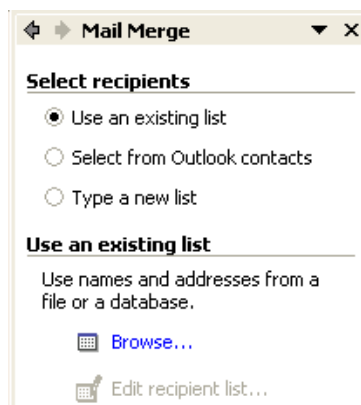 Mail Merge
Select recipients
Use an existing list
Select from Outlook contacts
Type a new list
Use an existing list
Use names and addresses from a
file or a database.
Browse...
Edit recipient list...